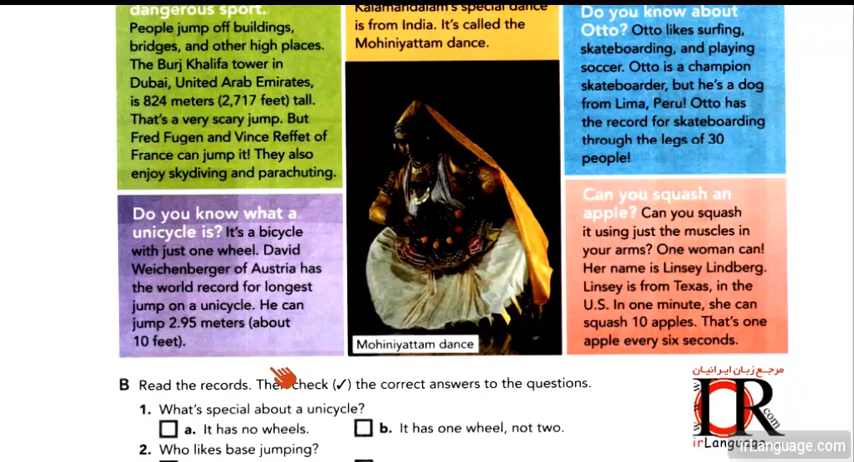 dangerous sport.
People jump off buildings,
bridges, and other high places.
The Burj Khalifa tower in
Dubai, United Arab Emirates,
is 824 meters (2,717 feet) tall.
That's a very scary jump. But
Fred Fugen and Vince Reffet of
France can jump it! They also
enjoy skydiving and parachuting.
Do you know what a
unicycle is? It's a bicycle
with just one wheel. David
Weichenberger of Austria has
the world record for longest
jump on a unicycle. He can
jump 2.95 meters (about
10 feet).
Kalamandalam's special dance
is from India. It's called the
Mohiniyattam dance.
Mohiniyattam dance
Do you know about
Otto? Otto likes surfing,
skateboarding, and playing
soccer. Otto is a champion
skateboarder, but he's a dog
from Lima, Peru! Otto has
the record for skateboarding
through the legs of 30
people!
Can you squash an
apple? Can you squash
it using just the muscles in
your arms? One woman can!
Her name is Linsey Lindberg.
Linsey is from Texas, in the
U.S. In one minute, she can
squash 10 apples. That's one
apple every six seconds.
B Read the records. Then check (✓) the correct answers to the questions.
1. What's special about a unicycle?
a. It has no wheels. b. It has one wheel, not two.
2. Who likes base jumping?
مرجع زبان ایرانیان
IR
.com
irLanguage
irLanguage.com